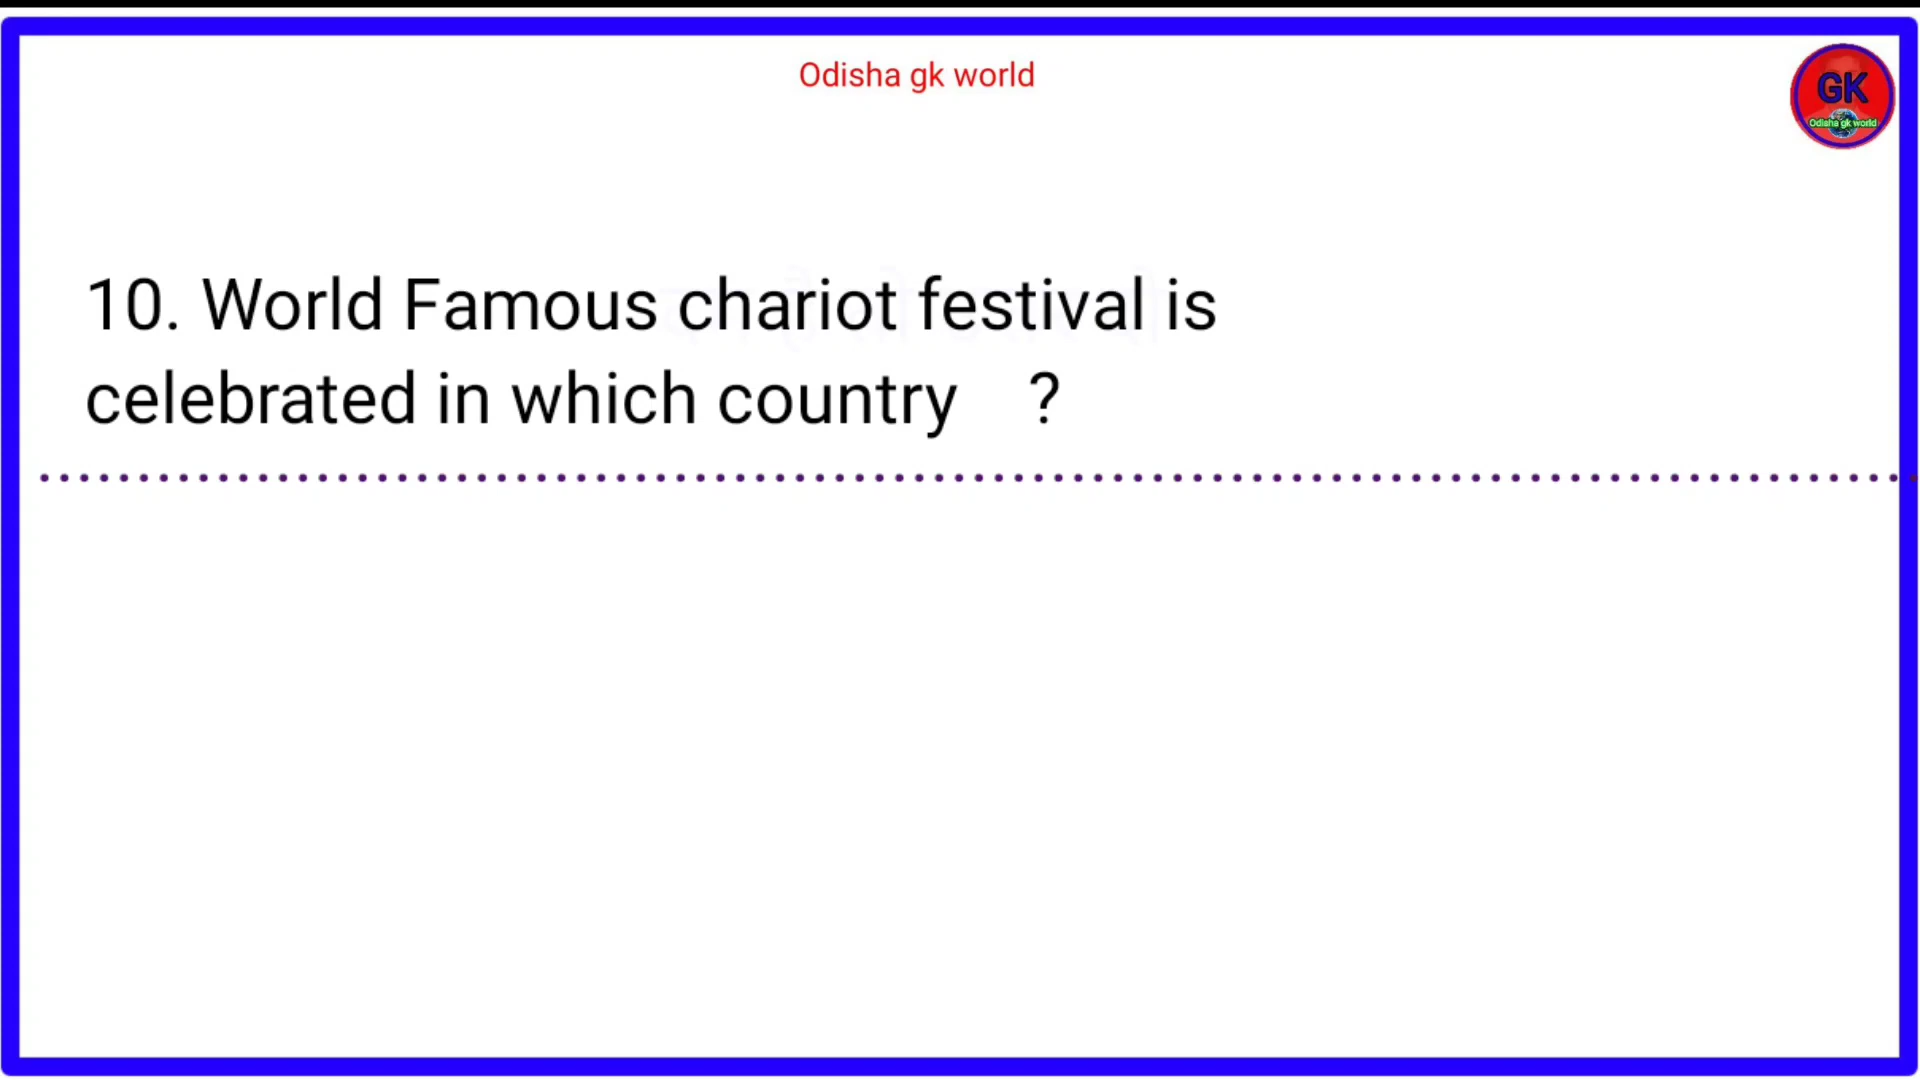 Odisha gk world
GK
Odisha gk world
10. World Famous chariot festival is
celebrated in which country ?